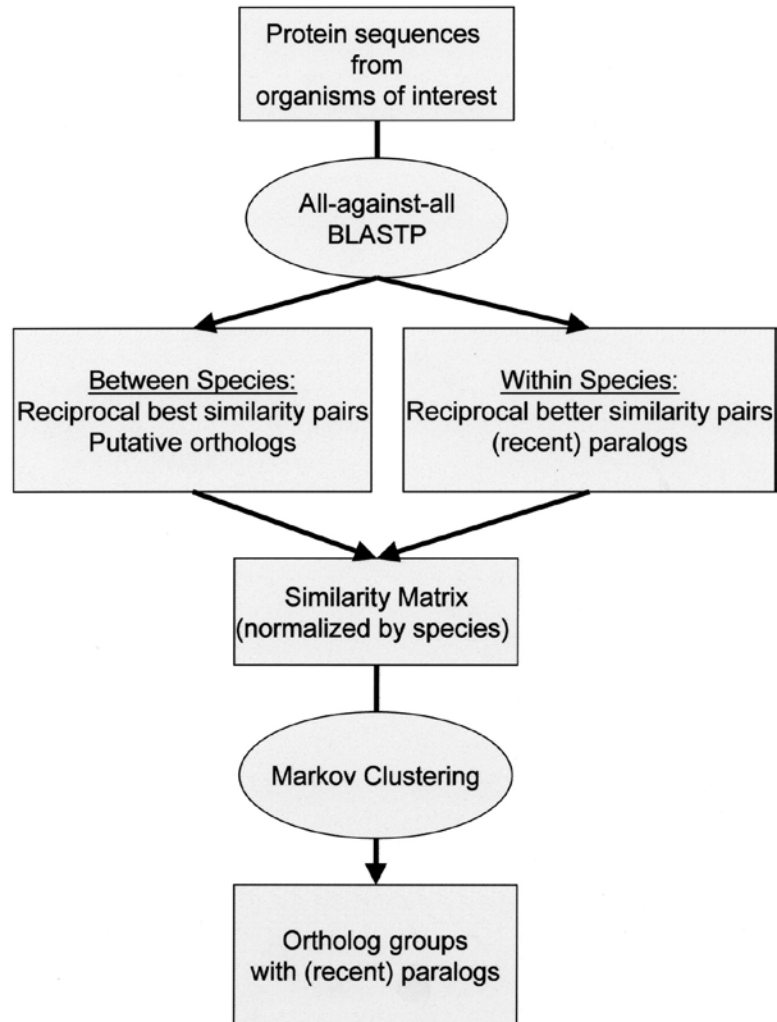 Protein sequences
from
organisms of interest
All-against-all
BLASTP
Between Species:
Reciprocal best similarity pairs
Putative orthologs
Within Species:
Reciprocal better similarity pairs
(recent) paralogs
Similarity Matrix
(normalized by species)
Markov Clustering
Ortholog groups
with (recent) paralogs